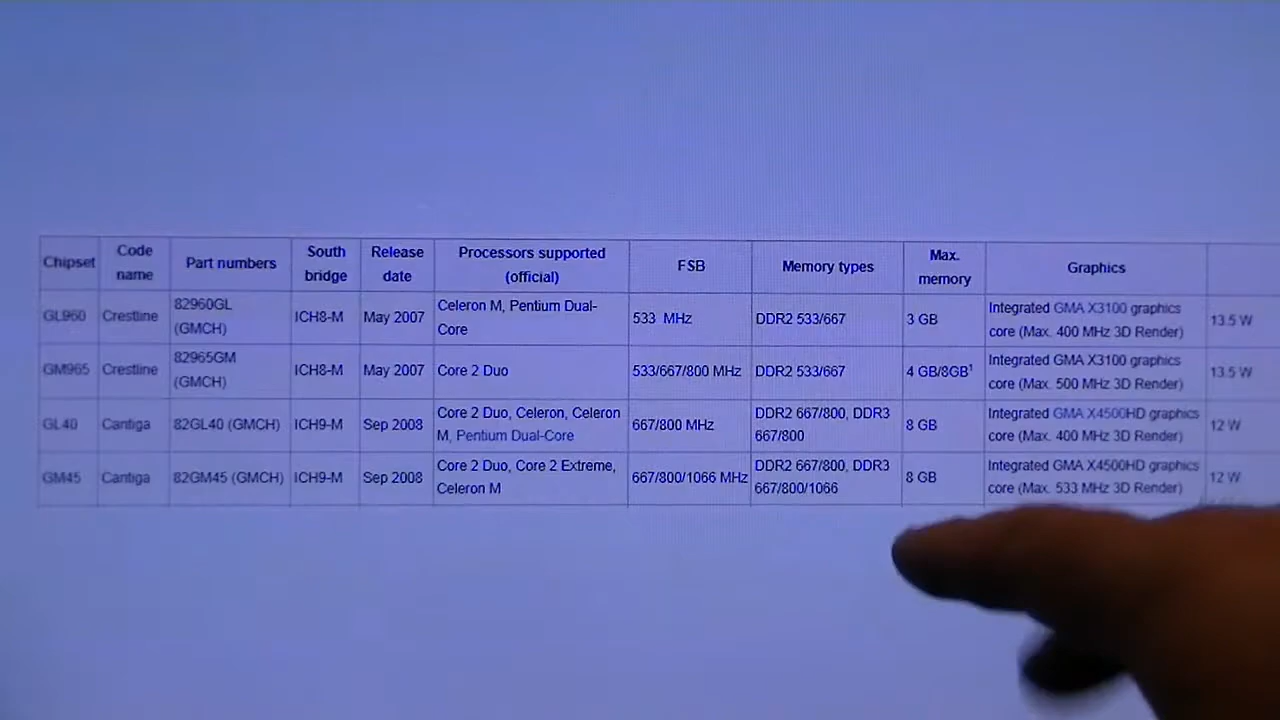 Chipset Code name Part numbers South bridge Release date Processors supported (official) FSB Memory types Max. memory Graphics
GL960 Crestline 82960GL (GMCH) ICH8-M May 2007 Celeron M, Pentium Dual-Core 533 MHz DDR2 533/667 3 GB Integrated GMA X3100 graphics core (Max. 400 MHz 3D Render) 13.5 W
GM965 Crestline 82965GM (GMCH) ICH8-M May 2007 Core 2 Duo 533/667/800 MHz DDR2 533/667 4 GB/8GB¹ Integrated GMA X3100 graphics core (Max. 500 MHz 3D Render) 13.5 W
GL40 Cantiga 82GL40 (GMCH) ICH9-M Sep 2008 Core 2 Duo, Celeron, Celeron M, Pentium Dual-Core 667/800 MHz DDR2 667/800, DDR3 667/800 8 GB Integrated GMA X4500HD graphics core (Max. 400 MHz 3D Render) 12 W
GM45 Cantiga 82GM45 (GMCH) ICH9-M Sep 2008 Core 2 Duo, Core 2 Extreme, Celeron M 667/800/1066 MHz DDR2 667/800, DDR3 667/800/1066 8 GB Integrated GMA X4500HD graphics core (Max. 533 MHz 3D Render) 12 W